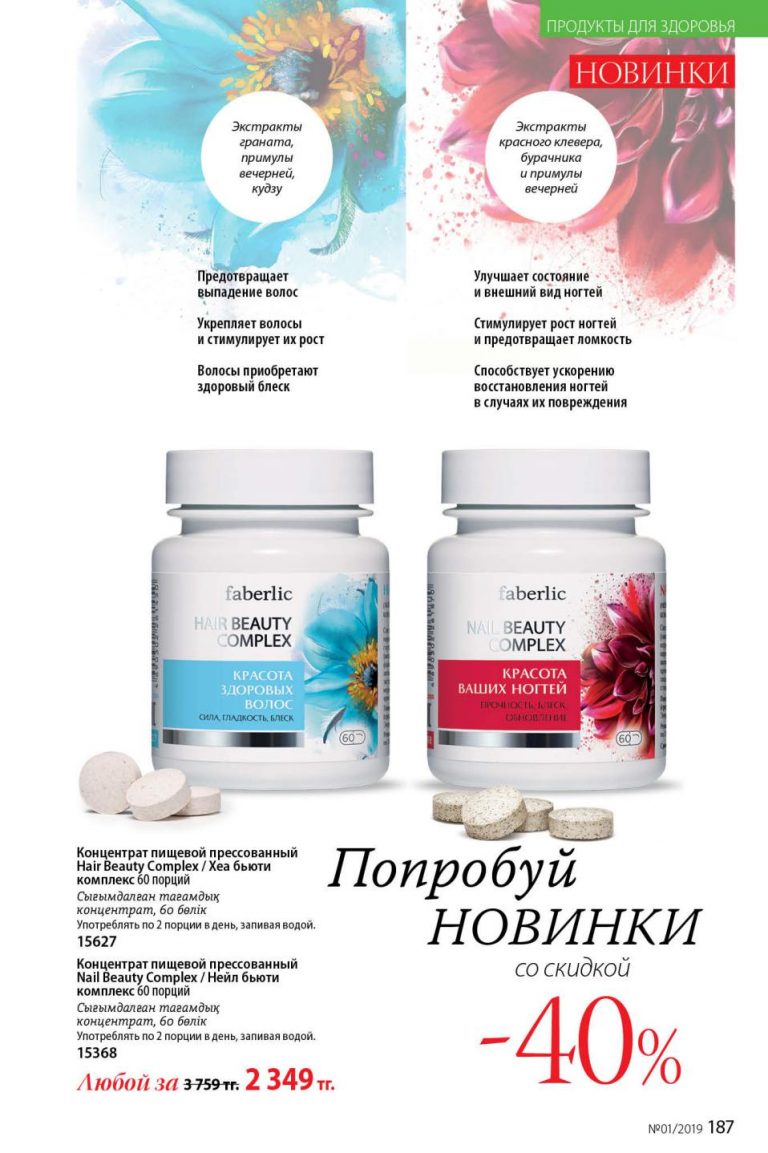 ПРОДУКТЫ ДЛЯ ЗДОРОВЬЯ
НОВИНКИ
Экстракты
граната,
примулы
вечерней,
кудзу
Экстракты
красного клевера,
бурачника
и примулы
вечерней
Предотвращает
выпадение волос
Укрепляет волосы
и стимулирует их рост
Волосы приобретают
здоровый блеск
Улучшает состояние
и внешний вид ногтей
Стимулирует рост ногтей
и предотвращает ломкость
Способствует ускорению
восстановления ногтей
в случаях их повреждения
faberlic
HAIR BEAUTY
COMPLEX
КРАСОТА
ЗДОРОВЫХ
ВОЛОС
СИЛА, ГЛАДКОСТЬ, БЛЕСК
60
faberlic
NAIL BEAUTY
COMPLEX
КРАСОТА
ВАШИХ НОГТЕЙ
ПРОЧНОСТЬ, БЛЕСК,
ОБНОВЛЕНИЕ
60
Концентрат пищевой прессованный
Hair Beauty Complex / Хеа бьюти
комплекс 60 порций
Сығымдалған тағамдық
концентрат, 60 бөлік
Употреблять по 2 порции в день, запивая водой.
15627
Концентрат пищевой прессованный
Nail Beauty Complex / Нейл бьюти
комплекс 60 порций
Сығымдалған тағамдық
концентрат, 60 бөлік
Употреблять по 2 порции в день, запивая водой.
15368
Любой за 3 759 тг. 2 349 тг.
Попробуй
НОВИНКИ
со скидкой
-40%
№01/2019 187